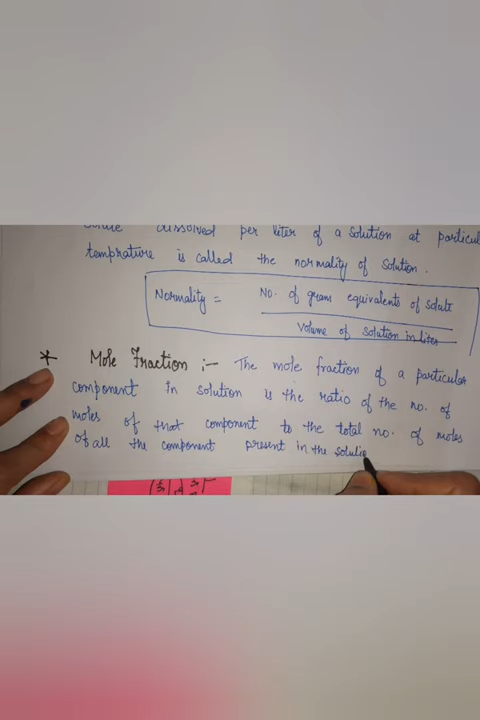 solute dissolved per liter of a solution at particul
temprature is called the normality of solution.
Normality = No. of gram equivalents of solute
Volume of solution in liter
* Mole Fraction :- The mole fraction of a particular
component in solution is the ratio of the no. of
moles of that component to the total no. of moles
of all the component present in the solutio